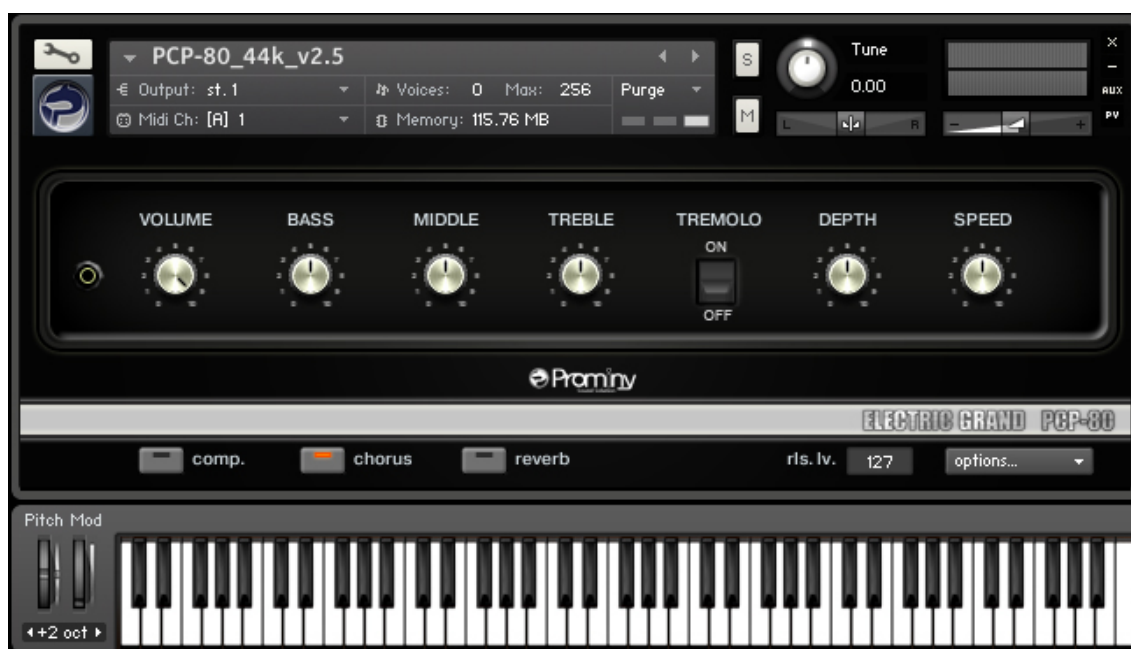 PCP-80_44k_v2.5
S
Tune
0.00
×
–
AUX
PV
Output: st. 1
Voices: 0 Max: 256
Purge
Midi Ch: [A] 1
Memory: 115.76 MB
M
L
R
–
+
VOLUME
BASS
MIDDLE
TREBLE
TREMOLO
DEPTH
SPEED
ON
OFF
Prominy
ELECTRIC GRAND PCP-80
comp.
chorus
reverb
rls. lv.
127
options...
Pitch Mod
+2 oct